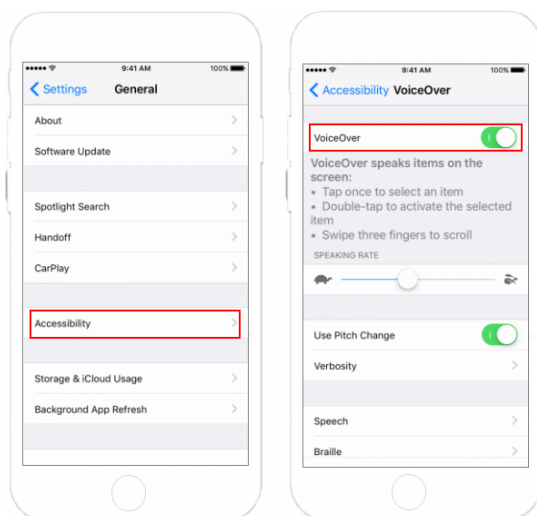 9:41 AM 100%
Settings General
About
Software Update
Spotlight Search
Handoff
CarPlay
Accessibility
Storage & iCloud Usage
Background App Refresh
9:41 AM 100%
Accessibility VoiceOver
VoiceOver
VoiceOver speaks items on the
screen:
• Tap once to select an item
• Double-tap to activate the selected
item
• Swipe three fingers to scroll
SPEAKING RATE
Use Pitch Change
Verbosity
Speech
Braille